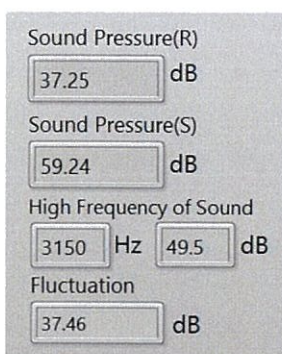 Sound Pressure(R)
37.25 dB
Sound Pressure(S)
59.24 dB
High Frequency of Sound
3150 Hz 49.5 dB
Fluctuation
37.46 dB